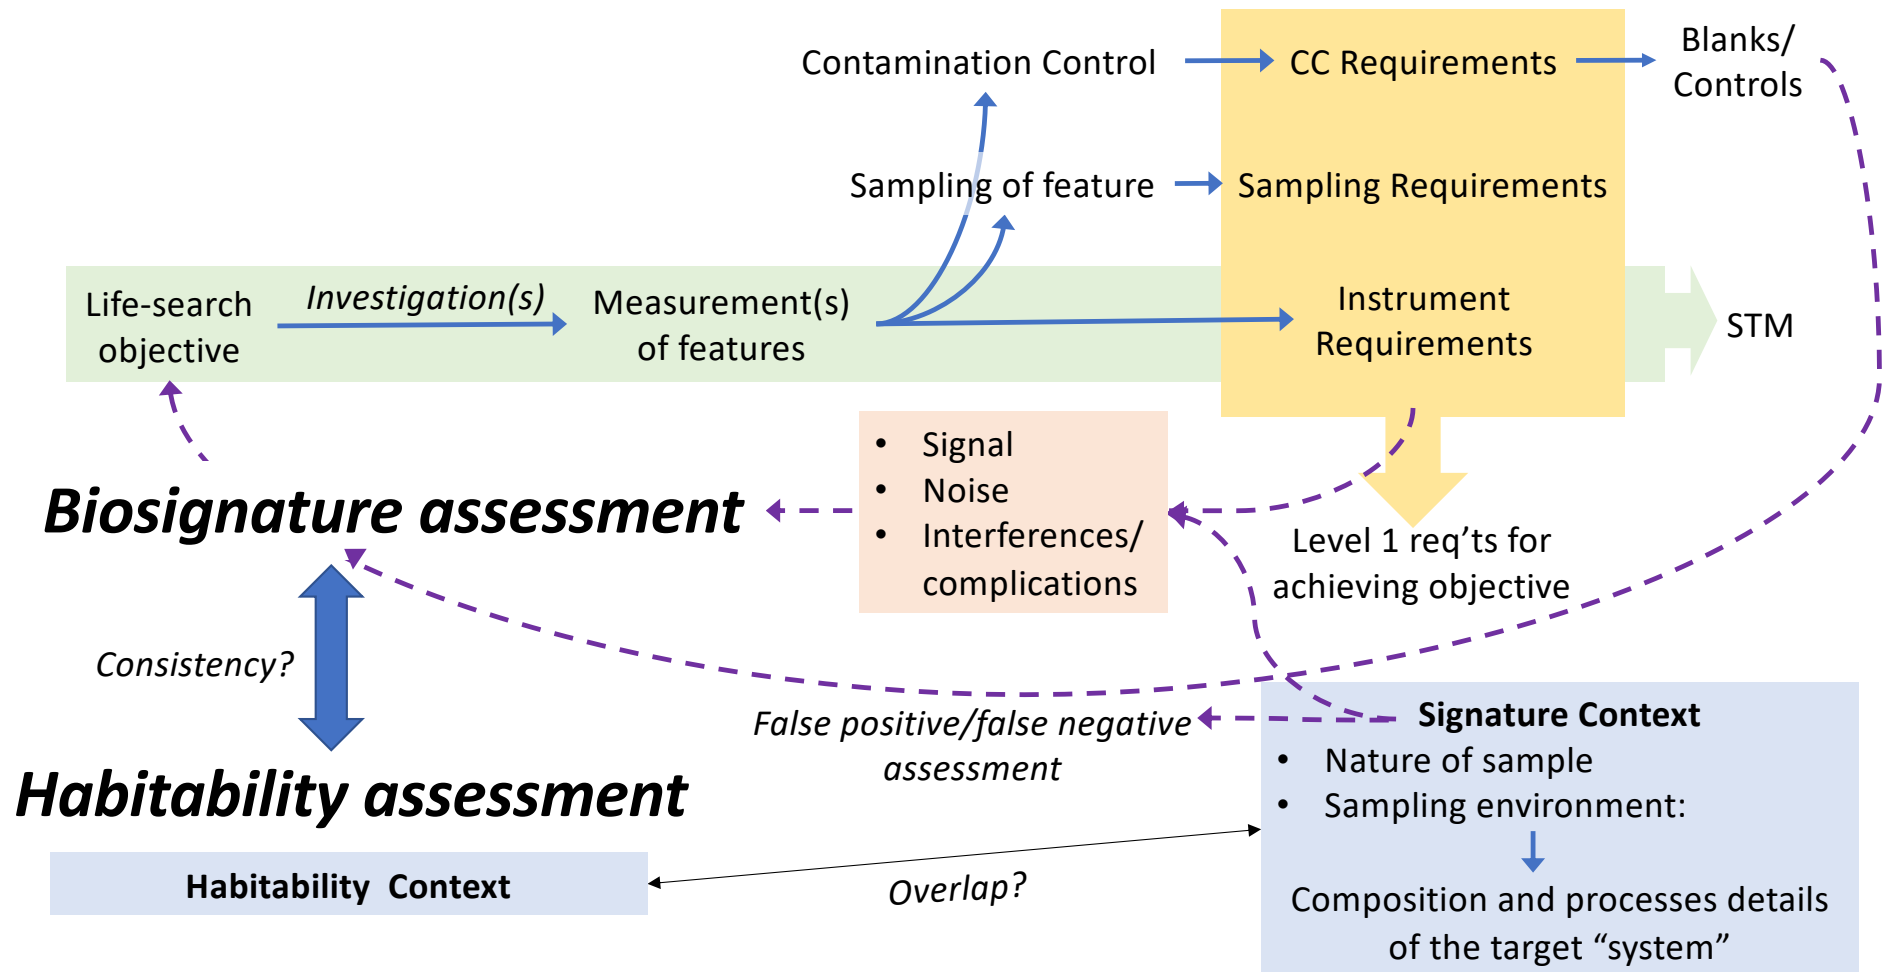 Contamination Control
CC Requirements
Blanks/
Controls
Sampling of feature
Sampling Requirements
Life-search
objective
Investigation(s)
Measurement(s)
of features
Instrument
Requirements
STM
• Signal
• Noise
• Interferences/
complications
Biosignature assessment
Level 1 req’ts for
achieving objective
Consistency?
False positive/false negative
assessment
Signature Context
• Nature of sample
• Sampling environment:
Composition and processes details
of the target “system”
Habitability assessment
Habitability Context
Overlap?